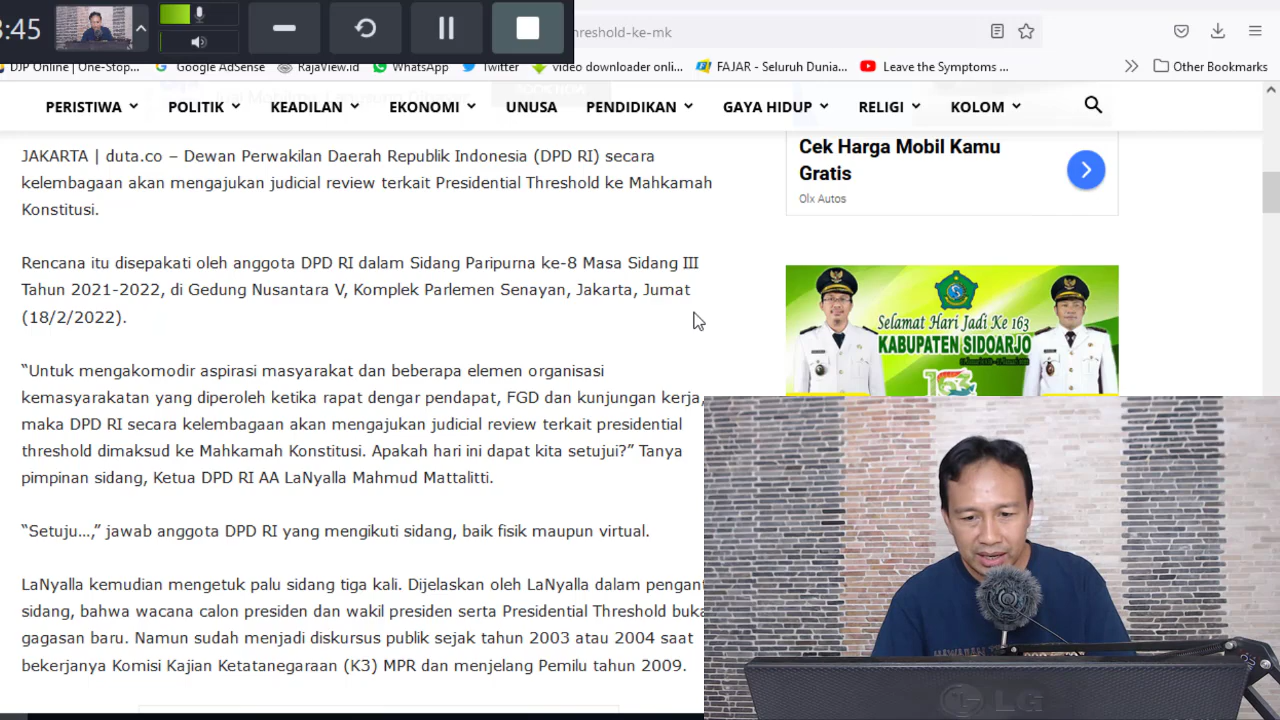 3:45
hreshold-ke-mk
DJP Online | One-Stop...
Google AdSense
RajaView.id
WhatsApp
Twitter
video downloader onli...
FAJAR - Seluruh Dunia...
Leave the Symptoms ...
Other Bookmarks
PERISTIWA
POLITIK
KEADILAN
EKONOMI
UNUSA
PENDIDIKAN
GAYA HIDUP
RELIGI
KOLOM
JAKARTA | duta.co – Dewan Perwakilan Daerah Republik Indonesia (DPD RI) secara
kelembagaan akan mengajukan judicial review terkait Presidential Threshold ke Mahkamah
Konstitusi.
Rencana itu disepakati oleh anggota DPD RI dalam Sidang Paripurna ke-8 Masa Sidang III
Tahun 2021-2022, di Gedung Nusantara V, Komplek Parlemen Senayan, Jakarta, Jumat
(18/2/2022).
“Untuk mengakomodir aspirasi masyarakat dan beberapa elemen organisasi
kemasyarakatan yang diperoleh ketika rapat dengar pendapat, FGD dan kunjungan kerja,
maka DPD RI secara kelembagaan akan mengajukan judicial review terkait presidential
threshold dimaksud ke Mahkamah Konstitusi. Apakah hari ini dapat kita setujui?” Tanya
pimpinan sidang, Ketua DPD RI AA LaNyalla Mahmud Mattalitti.
“Setuju...,” jawab anggota DPD RI yang mengikuti sidang, baik fisik maupun virtual.
LaNyalla Kemudian mengetuk palu sidang tiga kali. Dijelaskan oleh LaNyalla dalam pengan
sidang, bahwa wacana calon presiden dan wakil presiden serta Presidential Threshold buka
gagasan baru. Namun sudah menjadi diskursus publik sejak tahun 2003 atau 2004 saat
bekerjanya Komisi Kajian Ketatanegaraan (K3) MPR dan menjelang Pemilu tahun 2009.
Cek Harga Mobil Kamu
Gratis
Olx Autos
Selamat Hari Jadi Ke 163
KABUPATEN SIDOARJO
163
LG